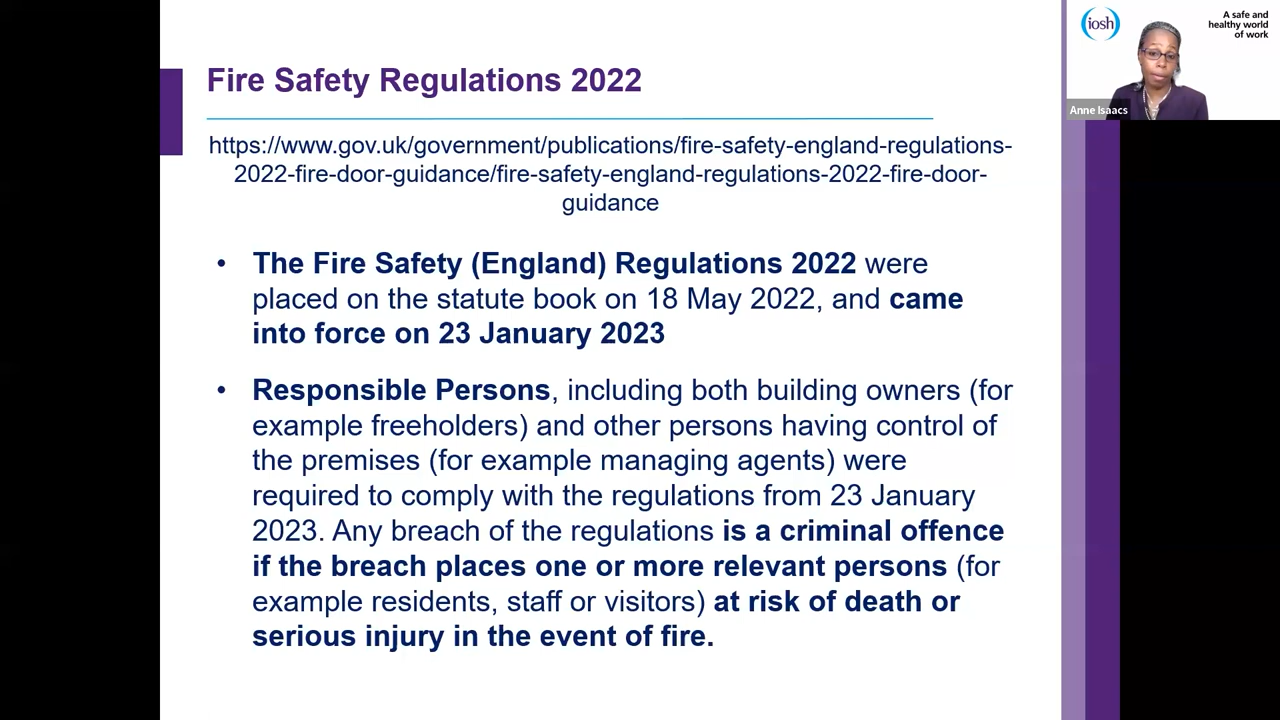 Fire Safety Regulations 2022
https://www.gov.uk/government/publications/fire-safety-england-regulations-
2022-fire-door-guidance/fire-safety-england-regulations-2022-fire-door-
guidance
• The Fire Safety (England) Regulations 2022 were
placed on the statute book on 18 May 2022, and came
into force on 23 January 2023
• Responsible Persons, including both building owners (for
example freeholders) and other persons having control of
the premises (for example managing agents) were
required to comply with the regulations from 23 January
2023. Any breach of the regulations is a criminal offence
if the breach places one or more relevant persons (for
example residents, staff or visitors) at risk of death or
serious injury in the event of fire.
iosh
A safe and
healthy world
of work
Anne Isaacs